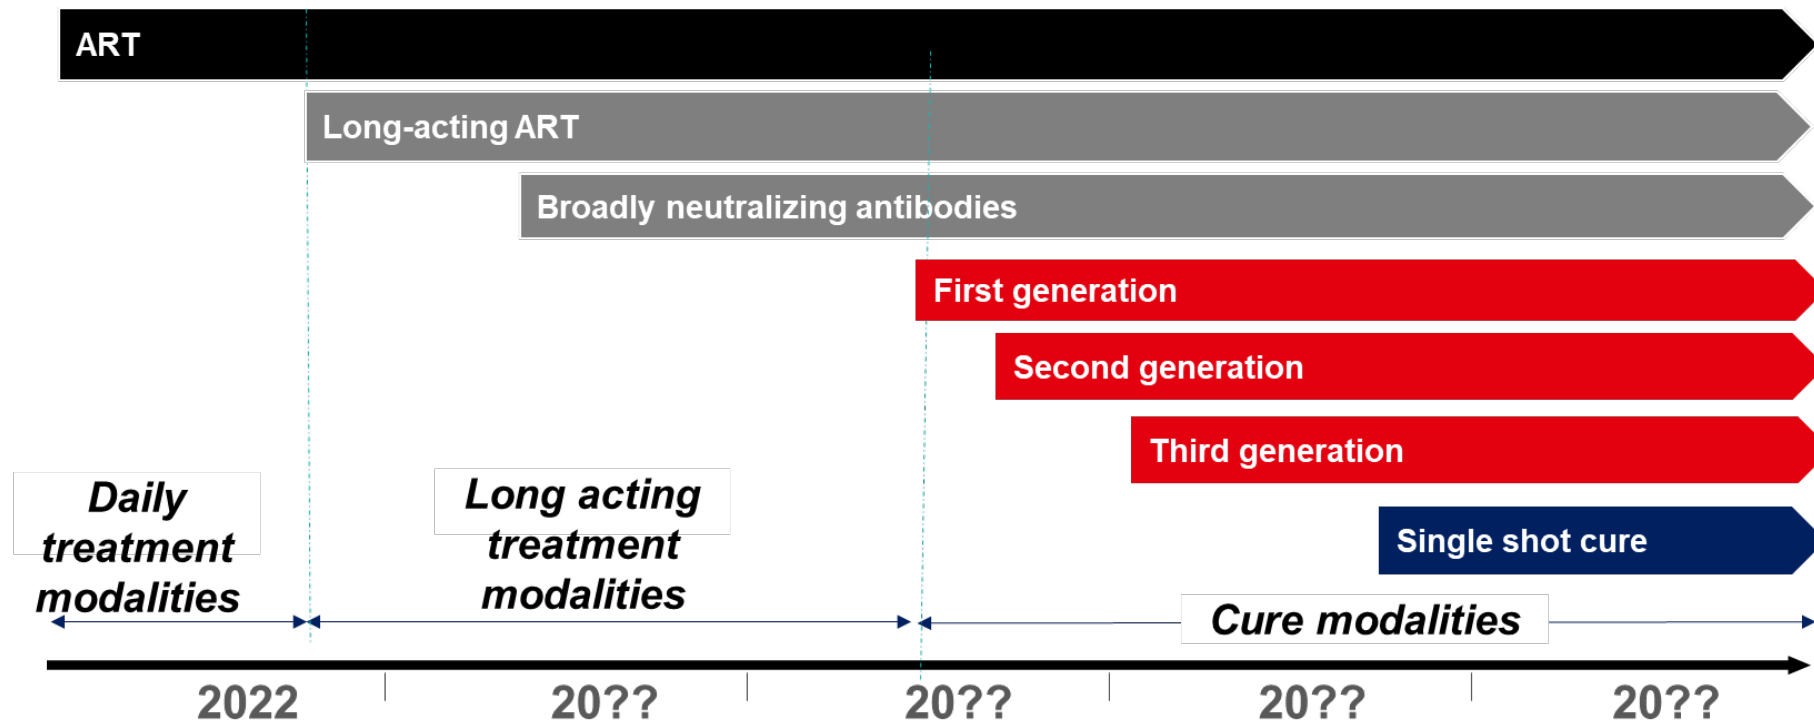 ART
Long-acting ART
Broadly neutralizing antibodies
First generation
Second generation
Third generation
Single shot cure
Daily
treatment
modalities
Long acting
treatment
modalities
Cure modalities
2022
20??
20??
20??
20??